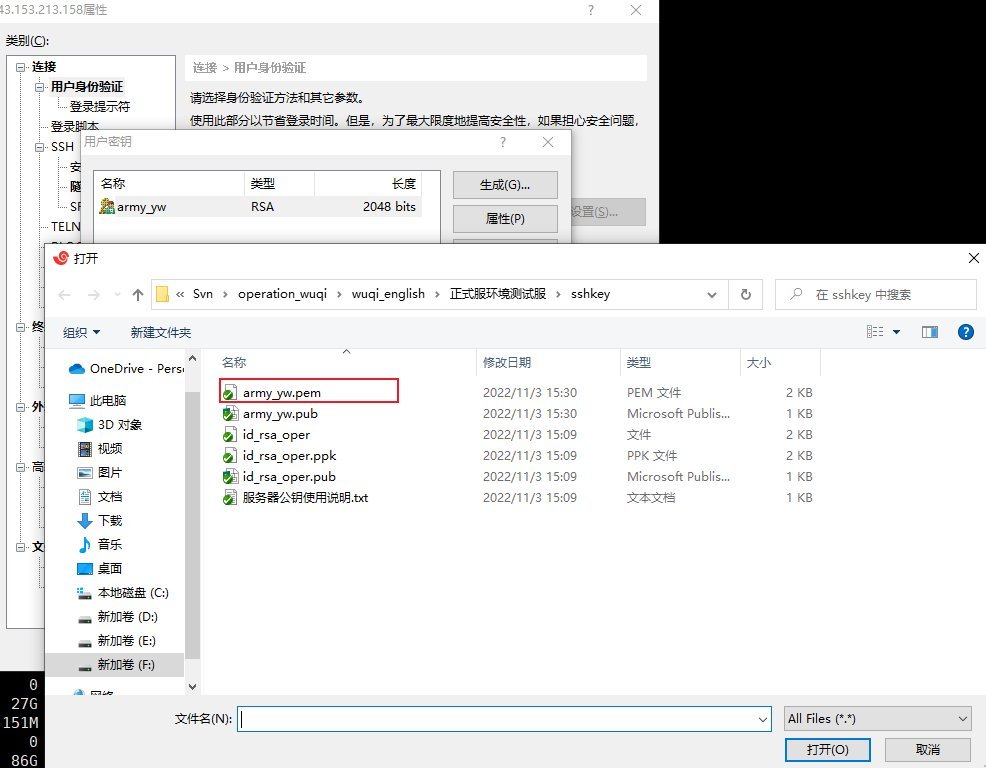 43.153.213.158属性
类别(C):
连接
用户身份验证
登录提示符
登录脚本
SSH
安
隧
SF
TELN
终
外
高
文
连接 > 用户身份验证
请选择身份验证方法和其它参数。
使用此部分以节省登录时间。但是，为了最大限度地提高安全性，如果担心安全问题，
设置(S)...
用户密钥
名称 类型 长度
army_yw RSA 2048 bits
生成(G)...
属性(P)
打开
« Svn › operation_wuqi › wuqi_english › 正式服环境测试服 › sshkey
在 sshkey 中搜索
组织 新建文件夹
OneDrive - Perso
此电脑
3D 对象
视频
图片
文档
下载
音乐
桌面
本地磁盘 (C:)
新加卷 (D:)
新加卷 (E:)
新加卷 (F:)
网络
名称 修改日期 类型 大小
army_yw.pem 2022/11/3 15:30 PEM 文件 2 KB
army_yw.pub 2022/11/3 15:30 Microsoft Publis... 1 KB
id_rsa_oper 2022/11/3 15:09 文件 2 KB
id_rsa_oper.ppk 2022/11/3 15:09 PPK 文件 2 KB
id_rsa_oper.pub 2022/11/3 15:09 Microsoft Publis... 1 KB
服务器公钥使用说明.txt 2022/11/3 15:09 文本文档 1 KB
文件名(N):
All Files (*.*)
打开(O)
取消
0
27G
151M
0
86G